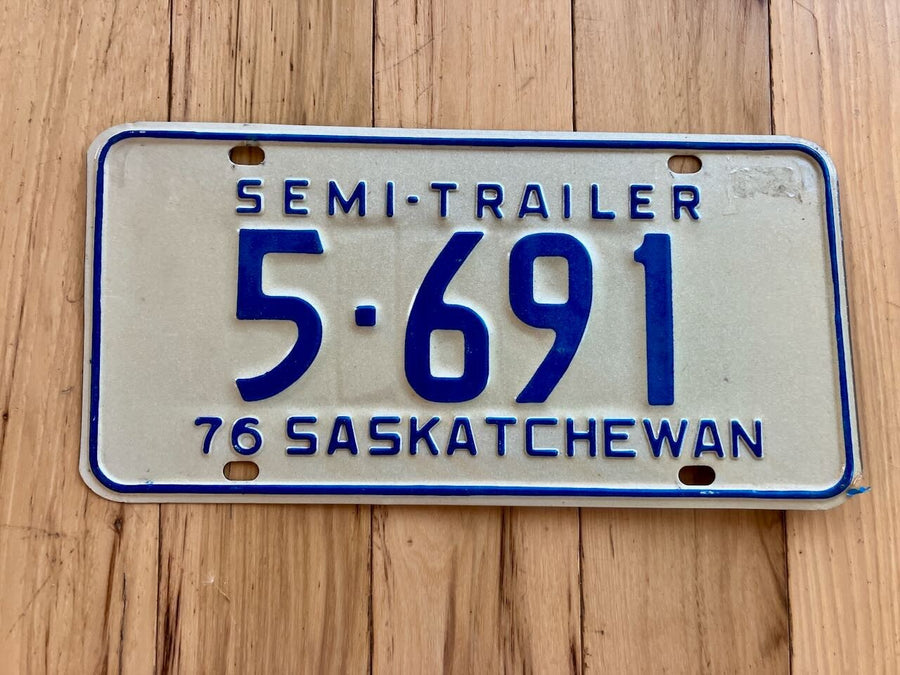 SEMI-TRAILER
5·691
76 SASKATCHEWAN